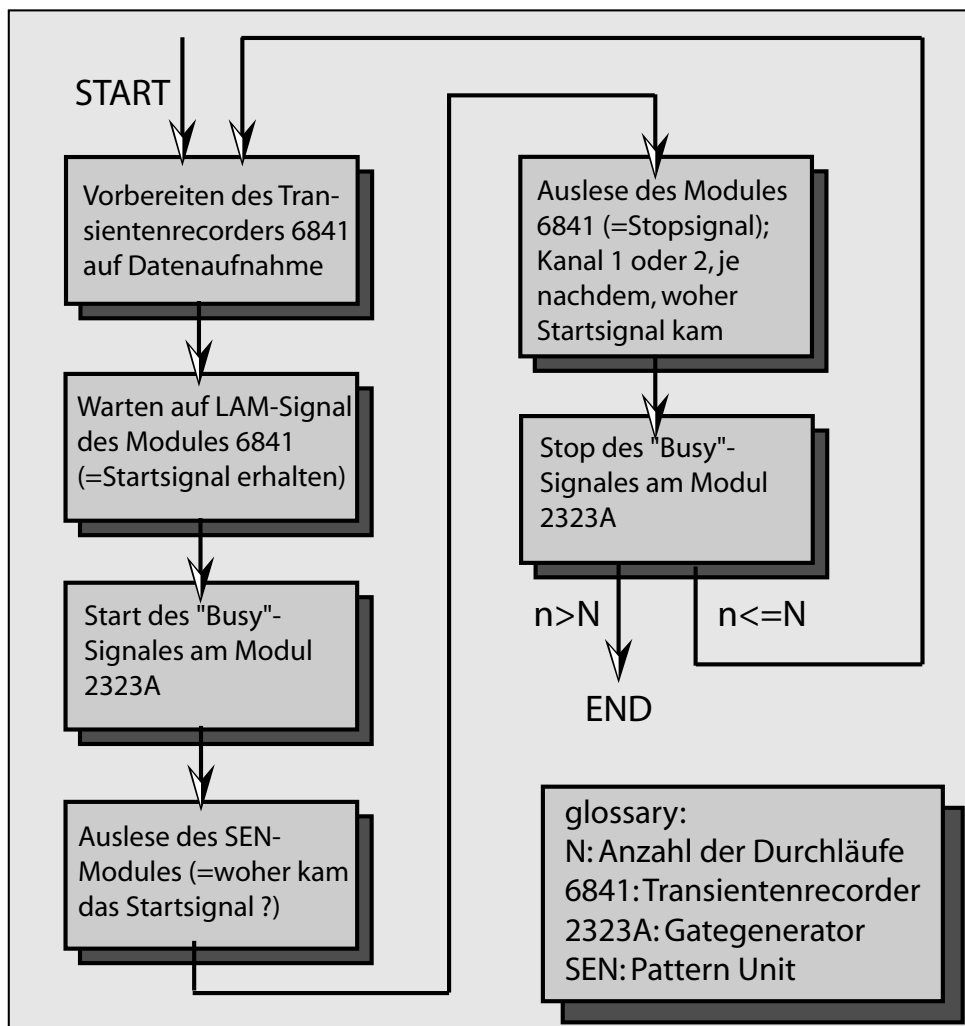 START
Vorbereiten des Tran-
sientenrecorders 6841
auf Datenaufnahme
Warten auf LAM-Signal
des Modules 6841
(=Startsignal erhalten)
Start des "Busy"-
Signales am Modul
2323A
Auslese des SEN-
Modules (=woher kam
das Startsignal ?)
Auslese des Modules
6841 (=Stopsignal);
Kanal 1 oder 2, je
nachdem, woher
Startsignal kam
Stop des "Busy"-
Signales am Modul
2323A
n>N
n<=N
END
glossary:
N: Anzahl der Durchläufe
6841: Transientenrecorder
2323A: Gategenerator
SEN: Pattern Unit